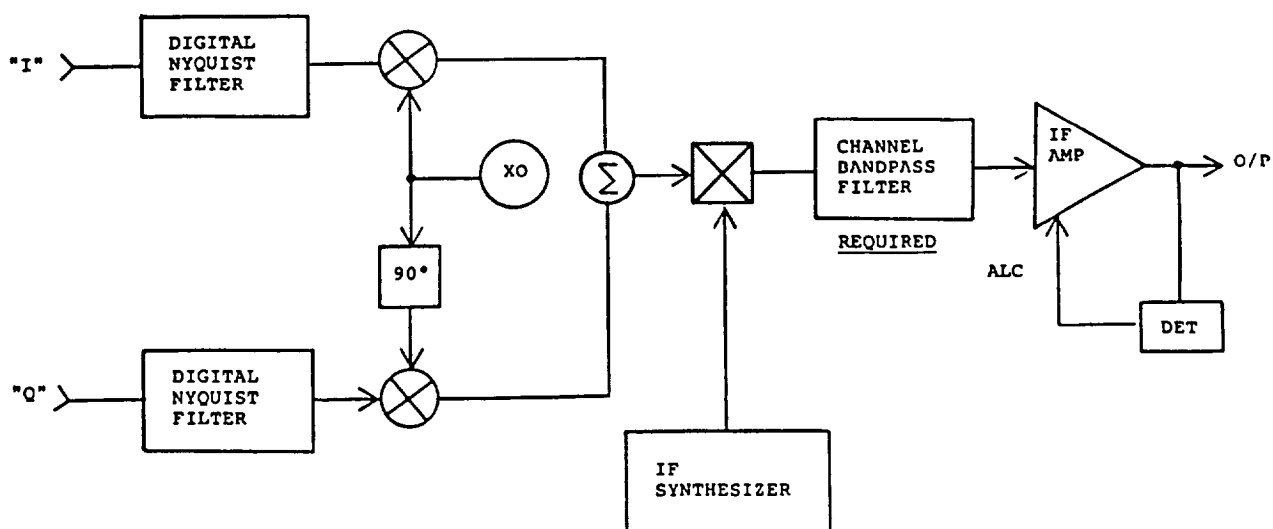 "I"
DIGITAL
NYQUIST
FILTER
XO
Σ
90°
"Q"
DIGITAL
NYQUIST
FILTER
IF
SYNTHESIZER
CHANNEL
BANDPASS
FILTER
REQUIRED
IF
AMP
ALC
DET
O/P